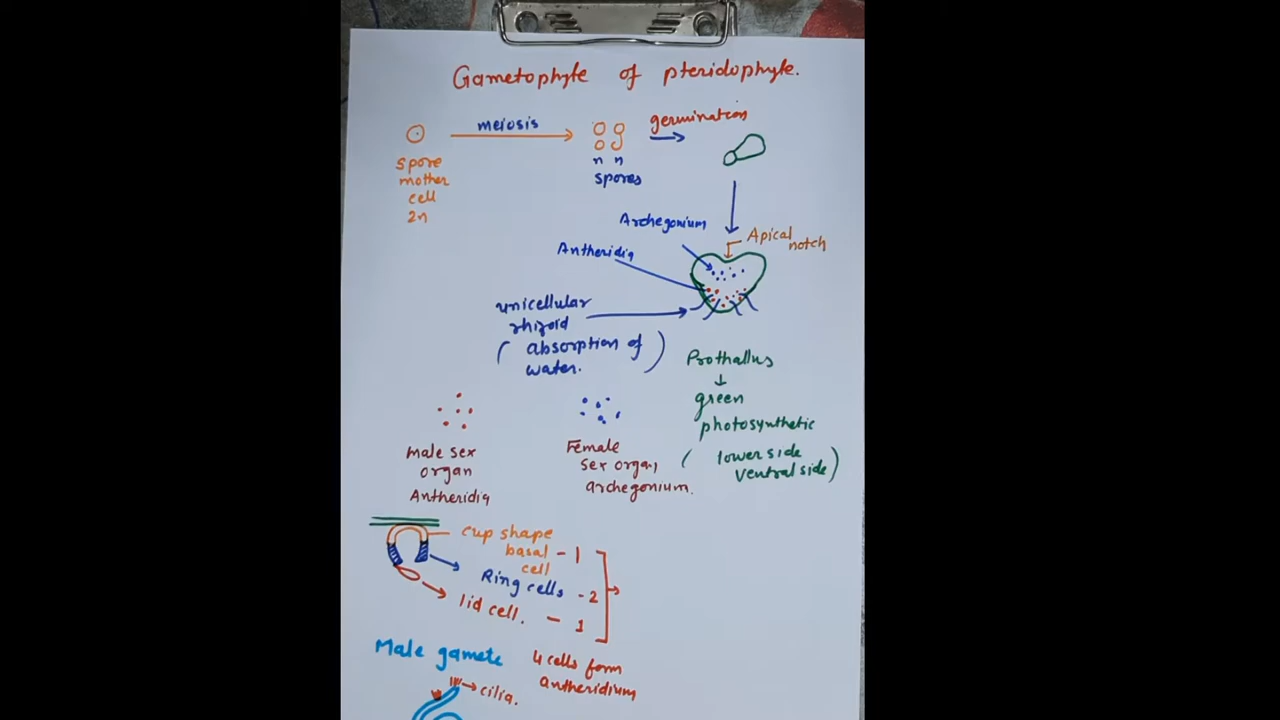 Gametophyte of pteridophyte.
meiosis
germination
spore
mother
cell
2n
n n
spores
Archegonium
Apical
notch
Antheridia
unicellular
rhizoid
( absorption of
water. )
Prothallus
green
photosynthetic
( lower side
ventral side )
Male sex
organ
Antheridia
Female
sex organ,
archegonium.
cup shape
basal - 1
cell
Ring cells - 2
lid cell. - 1
Male gamete
4 cells form
antheridium
cilia.